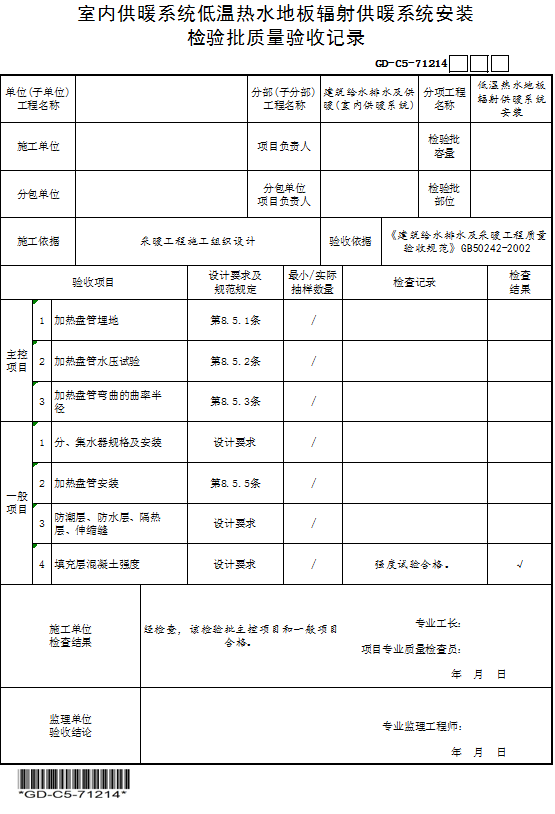 室内供暖系统低温热水地板辐射供暖系统安装
检验批质量验收记录
GD-C5-71214
单位(子单位)
工程名称
分部(子分部)
工程名称
建筑给水排水及供
暖(室内供暖系统)
分项工程
名称
低温热水地板
辐射供暖系统
安装
施工单位
项目负责人
检验批
容量
分包单位
分包单位
项目负责人
检验批
部位
施工依据
采暖工程施工组织设计
验收依据
《建筑给水排水及采暖工程质量
验收规范》GB50242-2002
验收项目
设计要求及
规范规定
最小/实际
抽样数量
检查记录
检查
结果
主控
项目
1 加热盘管埋地 第8.5.1条 /
2 加热盘管水压试验 第8.5.2条 /
3 加热盘管弯曲的曲率半
径 第8.5.3条 /
一般
项目
1 分、集水器规格及安装 设计要求 /
2 加热盘管安装 第8.5.5条 /
3 防潮层、防水层、隔热
层、伸缩缝 设计要求 /
4 填充层混凝土强度 设计要求 / 强度试验合格。 √
施工单位
检查结果
经检查，该检验批主控项目和一般项目
合格。
专业工长：
项目专业质量检查员：
年 月 日
监理单位
验收结论
专业监理工程师：
年 月 日
*GD-C5-71214*